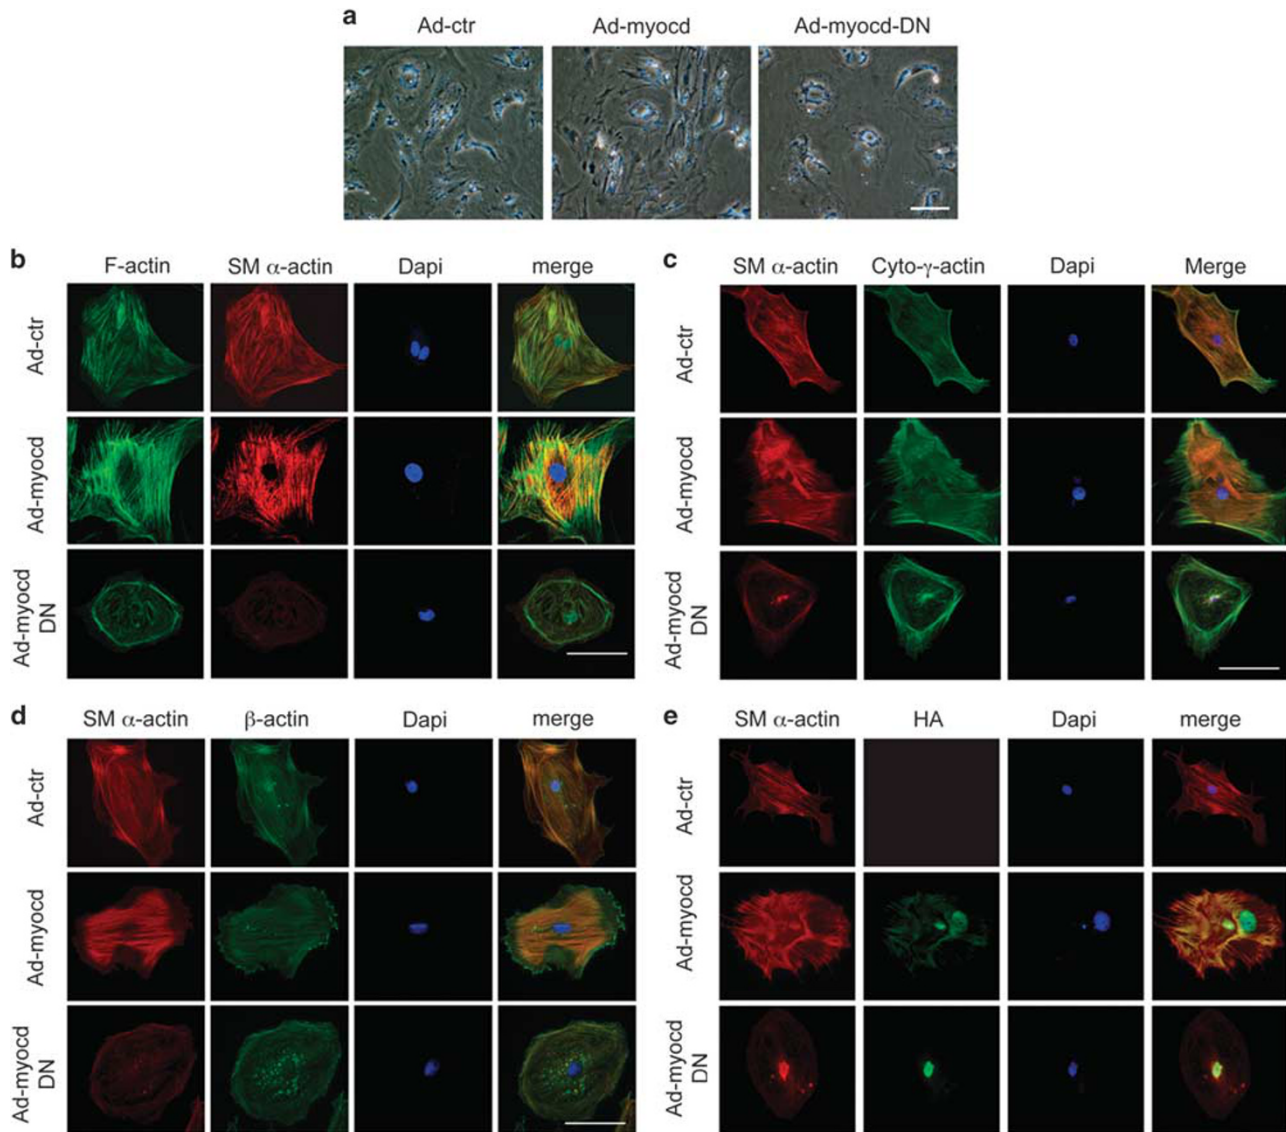 a
Ad-ctr Ad-myocd Ad-myocd-DN
b
F-actin SM α-actin Dapi merge
Ad-ctr
Ad-myocd
Ad-myocd
DN
c
SM α-actin Cyto-γ-actin Dapi Merge
Ad-ctr
Ad-myocd
Ad-myocd
DN
d
SM α-actin β-actin Dapi merge
Ad-ctr
Ad-myocd
Ad-myocd
DN
e
SM α-actin HA Dapi merge
Ad-ctr
Ad-myocd
Ad-myocd
DN